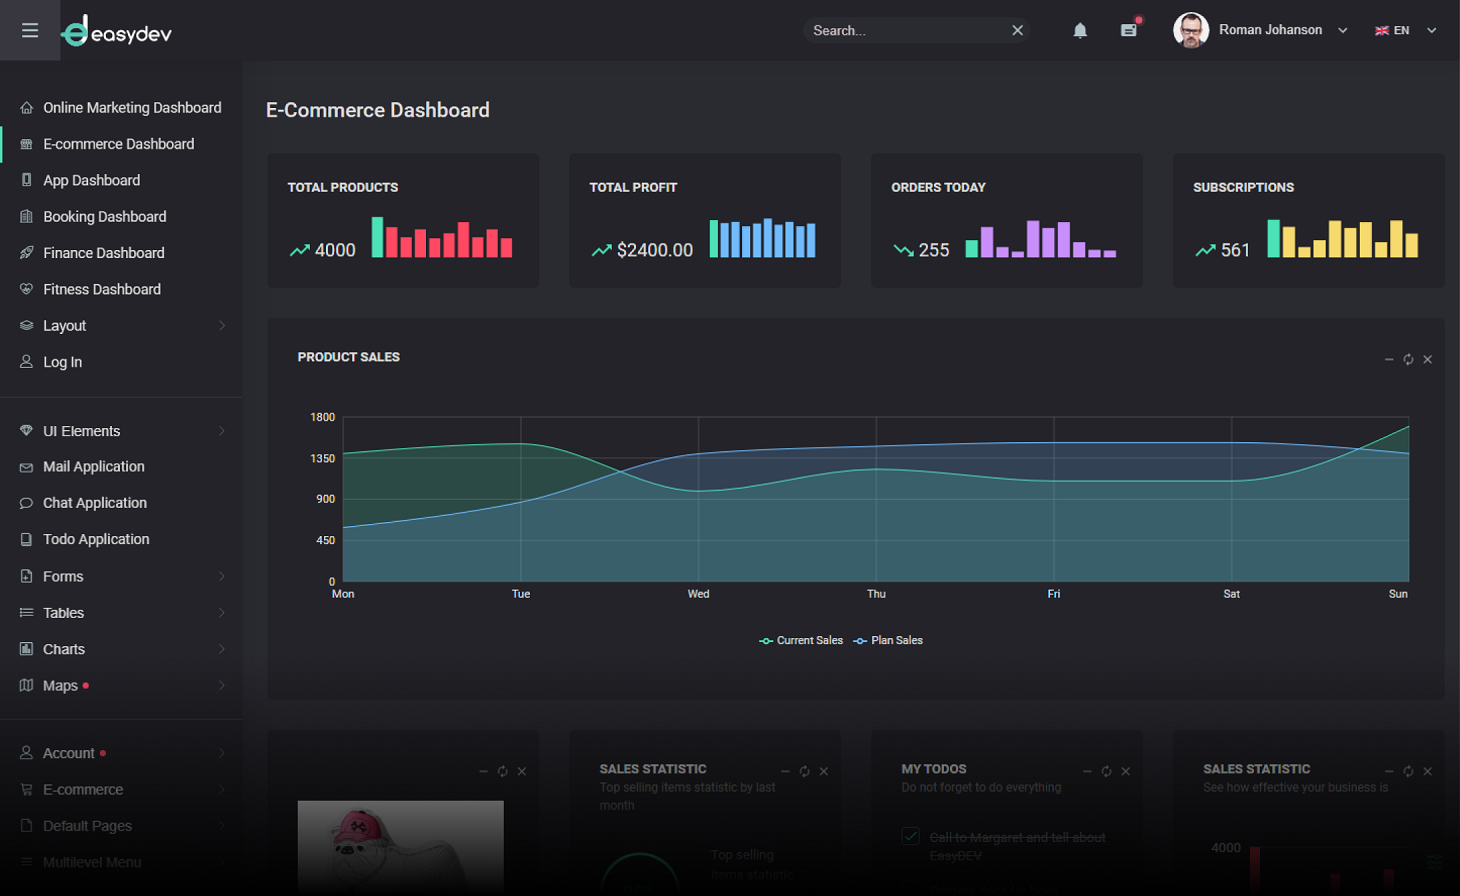 easydev
Search...
Roman Johanson
EN
Online Marketing Dashboard
E-commerce Dashboard
App Dashboard
Booking Dashboard
Finance Dashboard
Fitness Dashboard
Layout
Log In
UI Elements
Mail Application
Chat Application
Todo Application
Forms
Tables
Charts
Maps
Account
E-commerce
Default Pages
Multilevel Menu
E-Commerce Dashboard
TOTAL PRODUCTS
4000
TOTAL PROFIT
$2400.00
ORDERS TODAY
255
SUBSCRIPTIONS
561
PRODUCT SALES
1800
1350
900
450
0
Mon Tue Wed Thu Fri Sat Sun
Current Sales Plan Sales
SALES STATISTIC
Top selling items statistic by last
month
Top selling
items statistic
MY TODOS
Do not forget to do everything
Call to Margaret and tell about
EasyDEV
SALES STATISTIC
See how effective your business is
4000